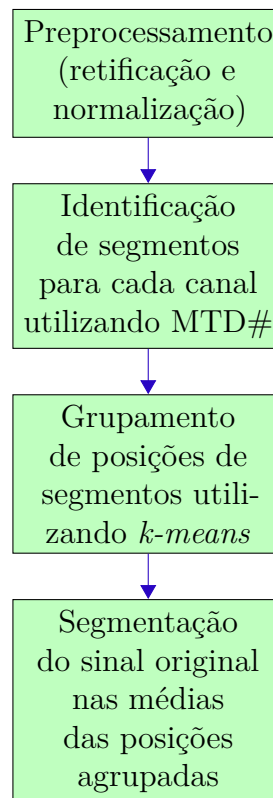 Preprocessamento
(retificação e
normalização)
Identificação
de segmentos
para cada canal
utilizando MTD#
Grupamento
de posições de
segmentos utili-
zando k-means
Segmentação
do sinal original
nas médias
das posições
agrupadas